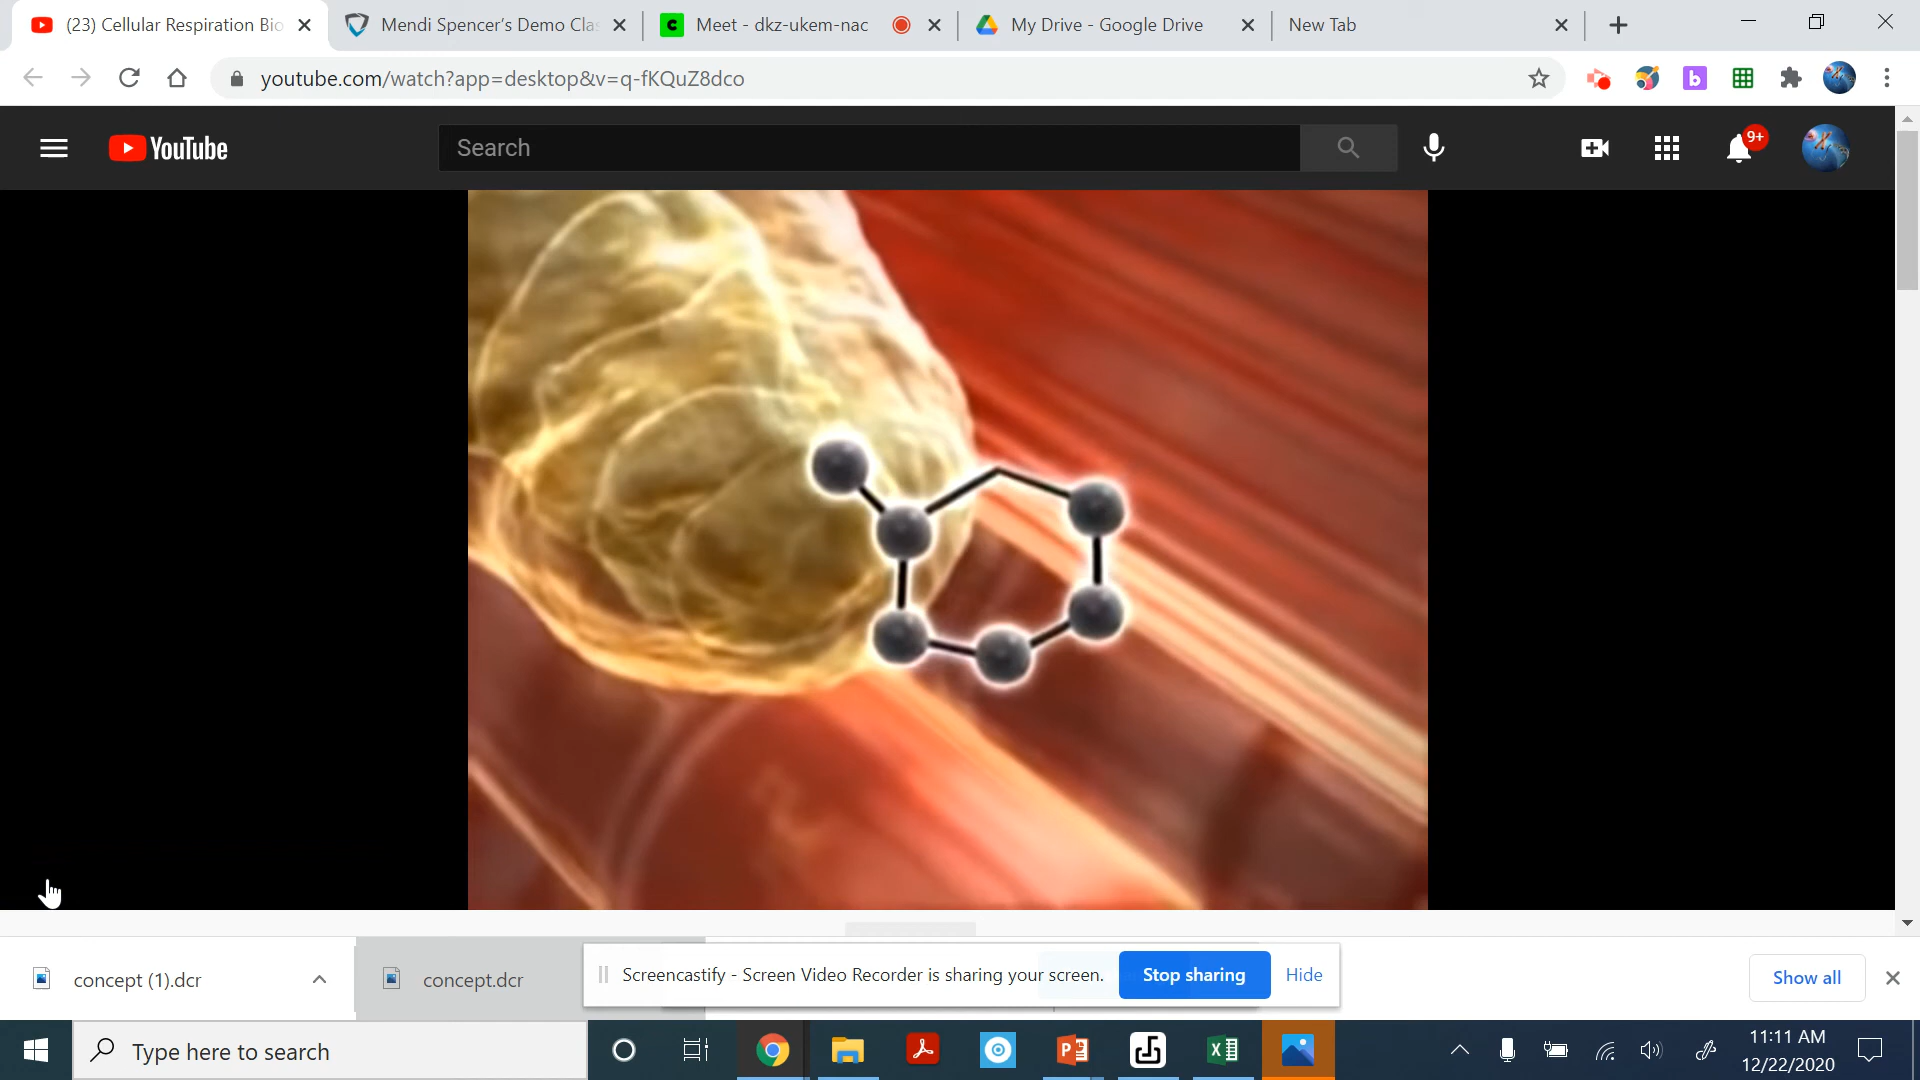 (23) Cellular Respiration Bio
Mendi Spencer's Demo Clas
Meet - dkz-ukem-nac
My Drive - Google Drive
New Tab
youtube.com/watch?app=desktop&v=q-fKQuZ8dco
b
YouTube
Search
9+
concept (1).dcr
concept.dcr
Screencastify - Screen Video Recorder is sharing your screen.
Stop sharing
Hide
Show all
Type here to search
11:11 AM
12/22/2020